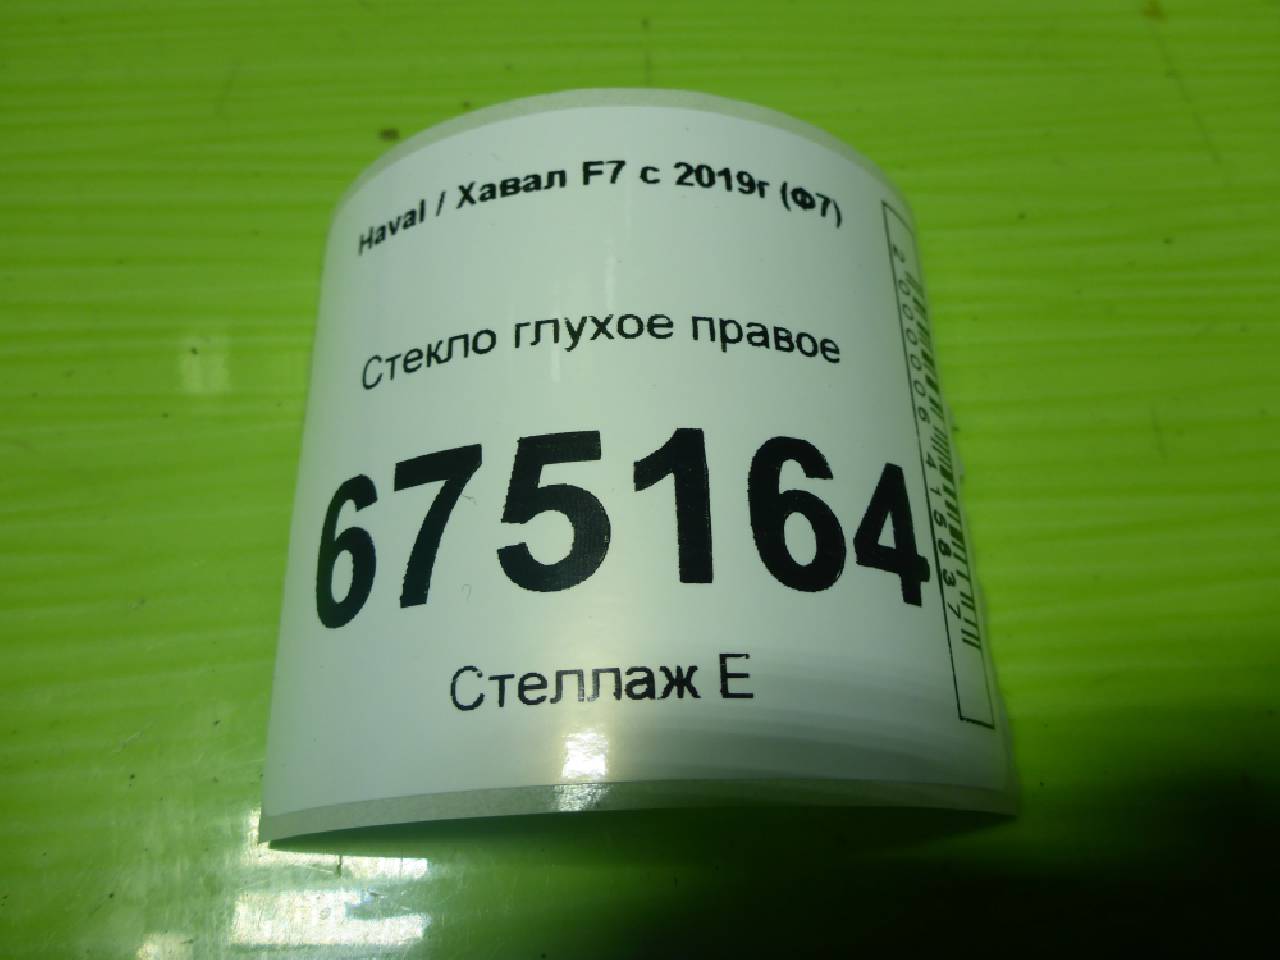 Haval / Хавал F7 с 2019г (Ф7)
Стекло глухое правое
675164
Стеллаж Е